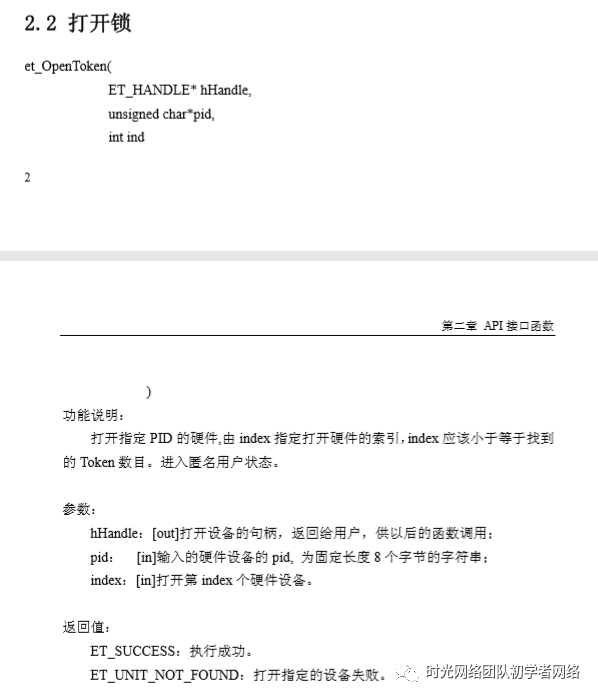 2.2 打开锁
et_OpenToken(
ET_HANDLE* hHandle,
unsigned char*pid,
int ind
2
第二章 API 接口函数
)
功能说明：
打开指定 PID 的硬件,由 index 指定打开硬件的索引，index 应该小于等于找到
的 Token 数目。进入匿名用户状态。
参数：
hHandle：[out]打开设备的句柄，返回给用户，供以后的函数调用；
pid： [in]输入的硬件设备的 pid, 为固定长度 8 个字节的字符串；
index：[in]打开第 index 个硬件设备。
返回值：
ET_SUCCESS：执行成功。
ET_UNIT_NOT_FOUND：打开指定的设备失败。
时光网络团队初学者网络